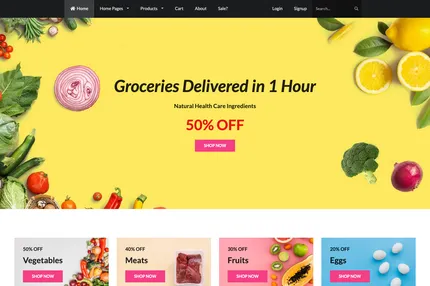 Home Home Pages Products Cart About Sale! Login Signup Search...
Groceries Delivered in 1 Hour
Natural Health Care Ingredients
50% OFF
SHOP NOW
50% OFF
Vegetables
SHOP NOW
40% OFF
Meats
SHOP NOW
30% OFF
Fruits
SHOP NOW
20% OFF
Eggs
SHOP NOW